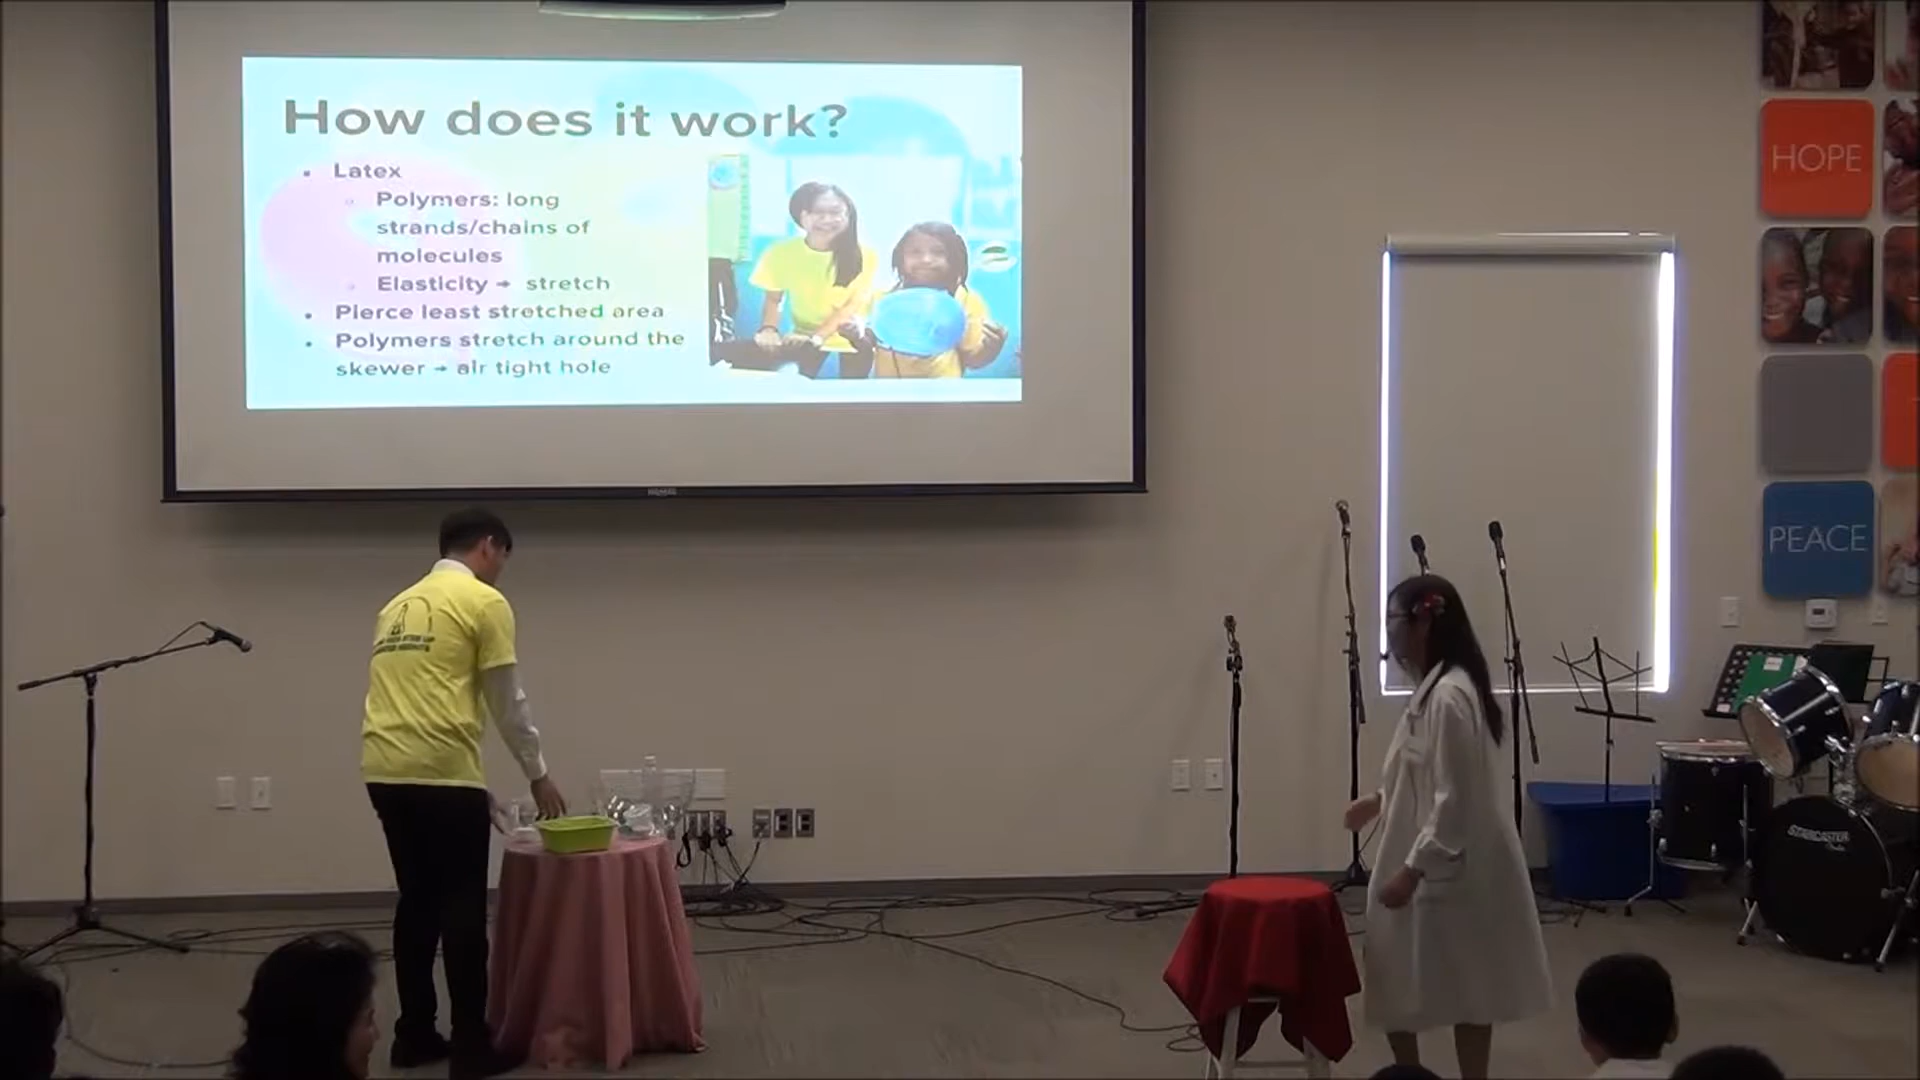 How does it work?
Latex
Polymers: long
strands/chains of
molecules
Elasticity → stretch
Pierce least stretched area
Polymers stretch around the
skewer → air tight hole
HOPE
PEACE
STARCASTER